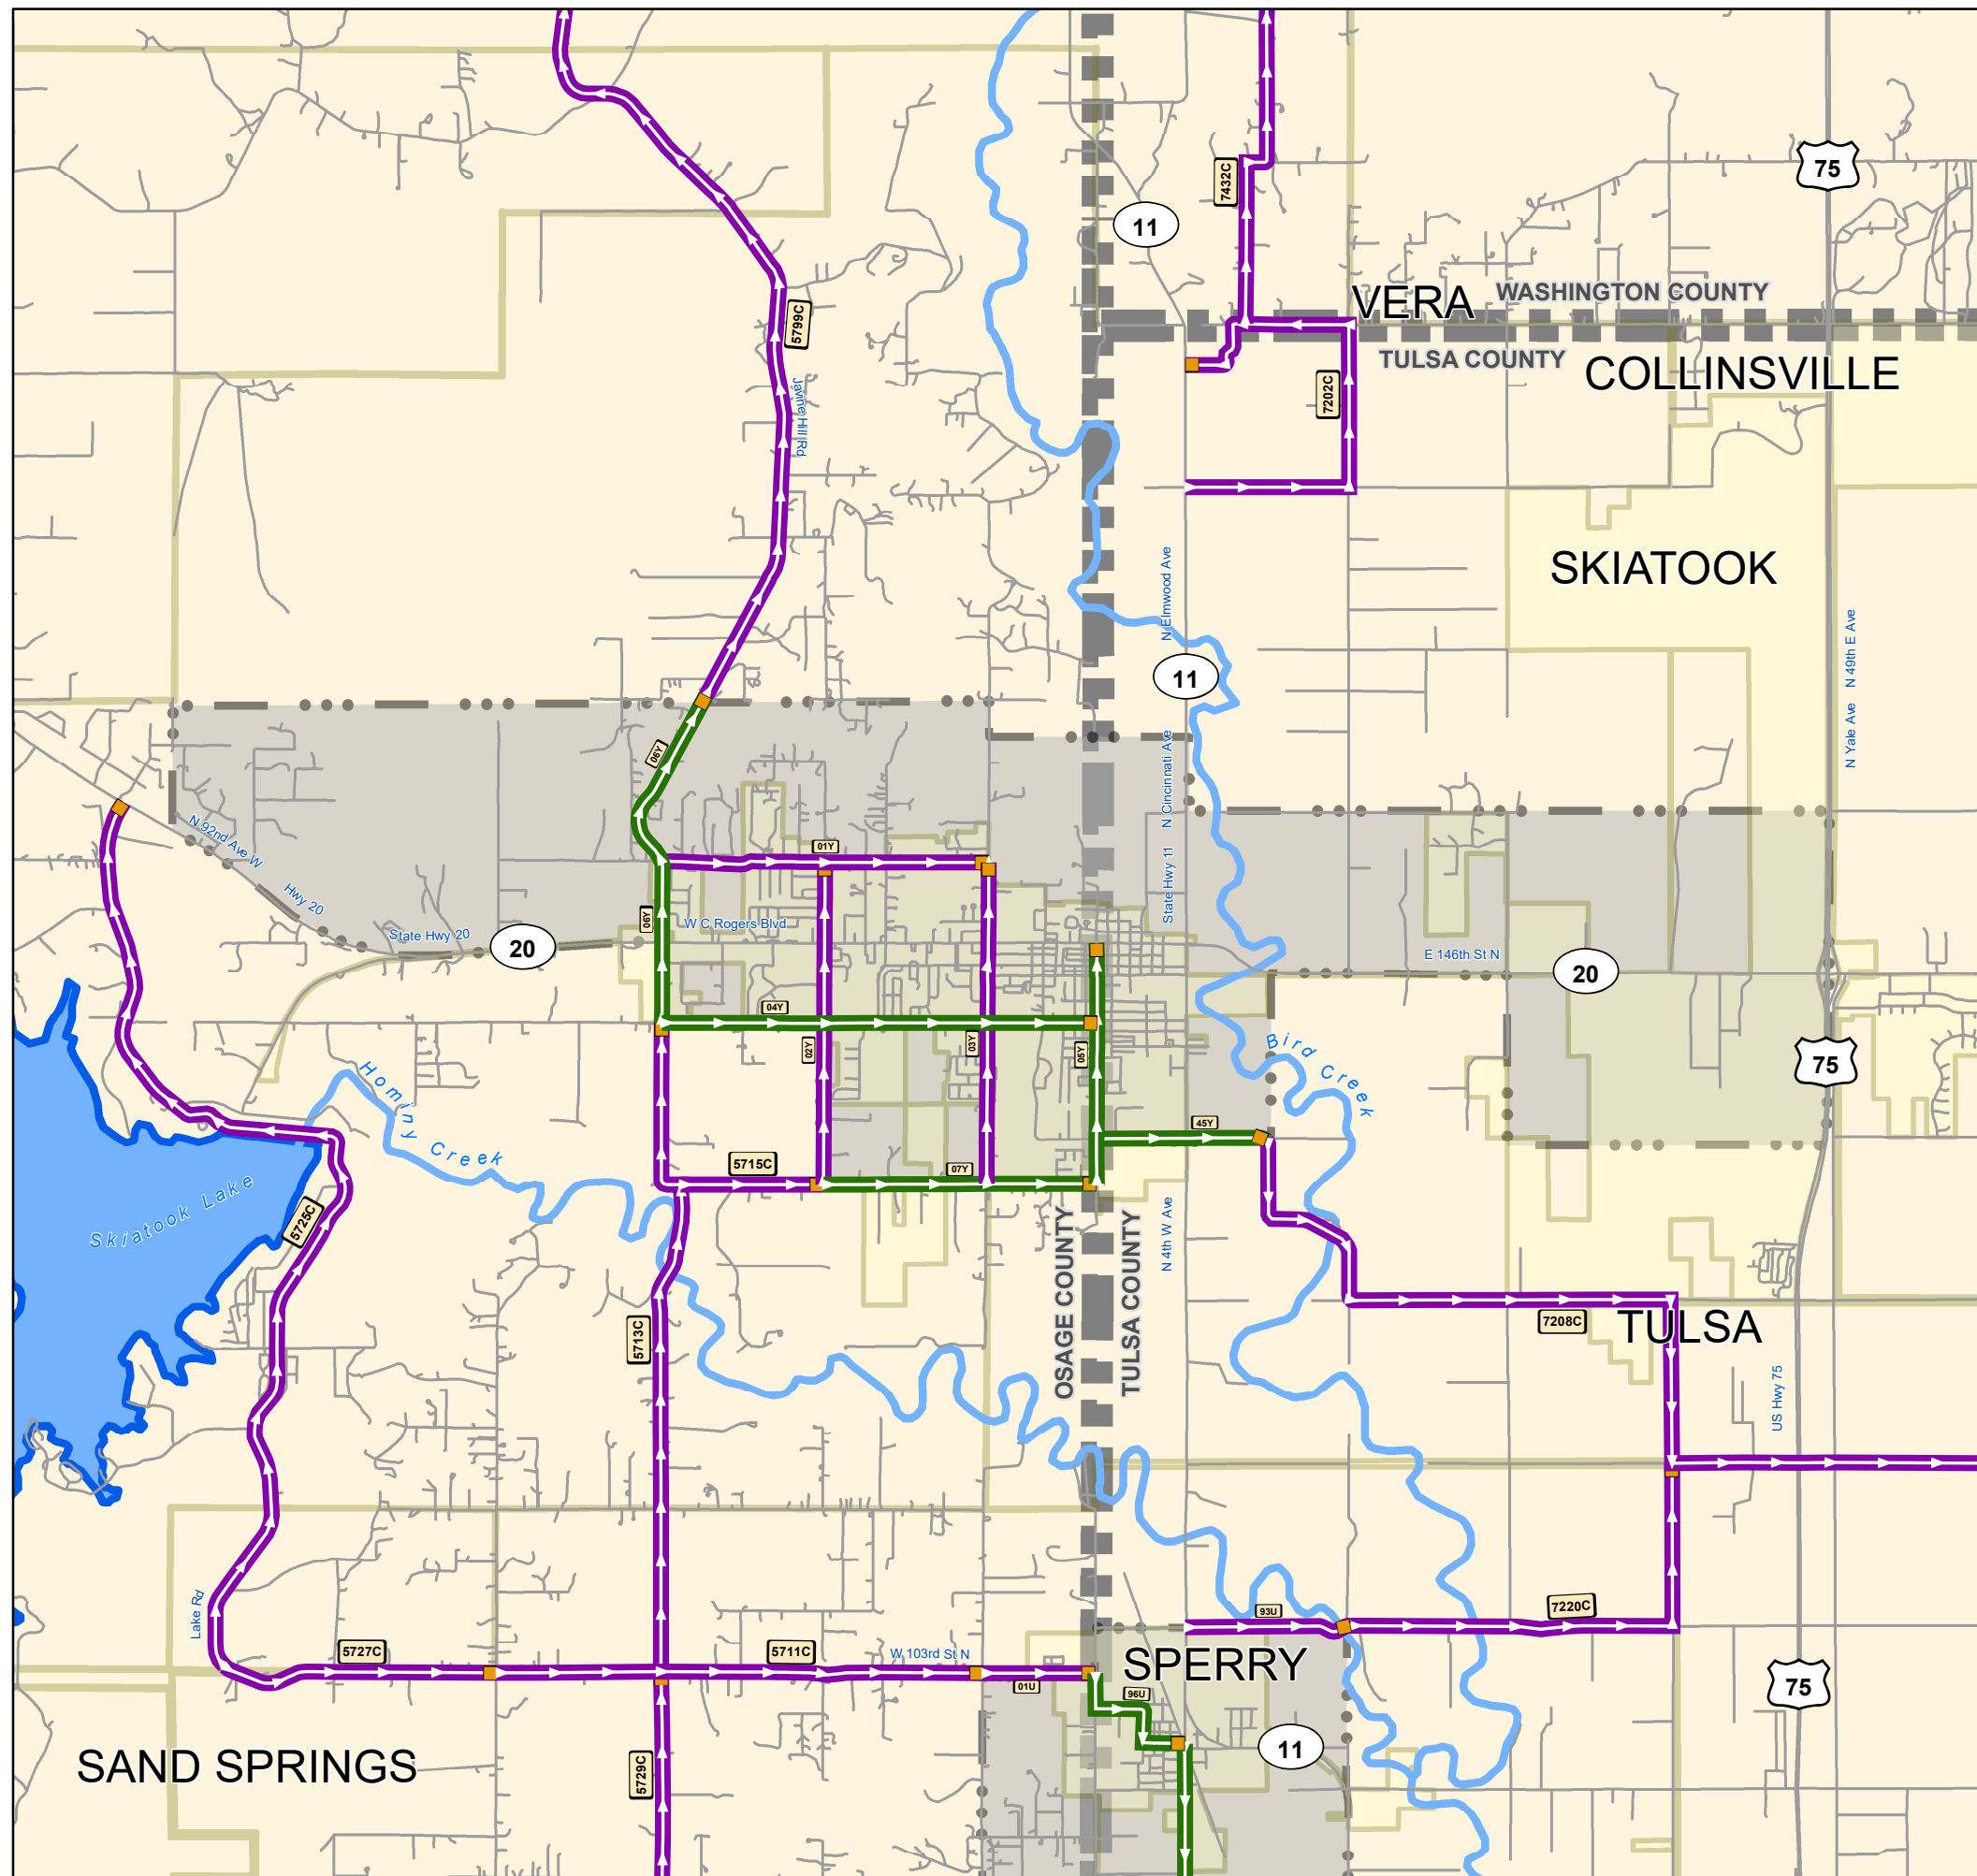 75
7432C
11
VERA
WASHINGTON COUNTY
5799C
TULSA COUNTY
COLLINSVILLE
7202C
Javine Hill Rd
SKIATOOK
N Elmwood Ave
N 49th E Ave
11
N Yale Ave
06Y
N Cincinnati Ave
N 92nd Ave W
01Y
State Hwy 11
Hwy 20
06Y
W C Rogers Blvd
State Hwy 20
20
E 146th St N
20
04Y
Bird Creek
02Y
03Y
05Y
75
Hominy Creek
45Y
5715C
07Y
Skiatook Lake
5725C
N 4th W Ave
OSAGE COUNTY
TULSA COUNTY
5713C
7208C
TULSA
US Hwy 75
Lake Rd
93U
7220C
5727C
5711C
W 103rd St N
SPERRY
01U
96U
75
11
SAND SPRINGS
5729C